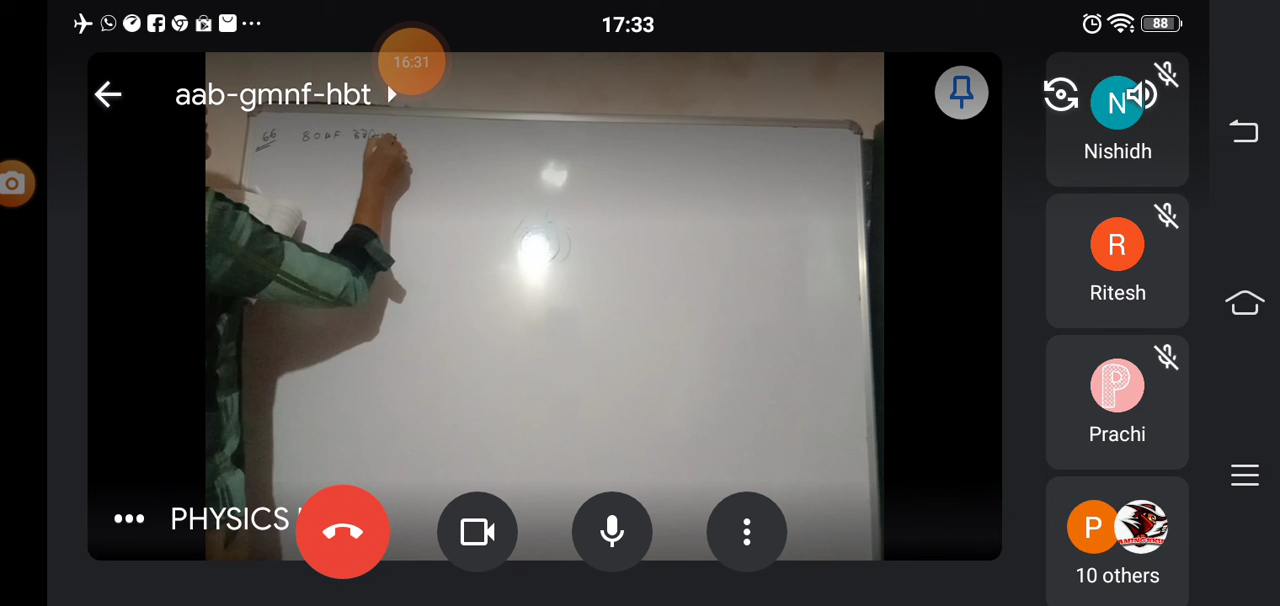 17:33
88
16:31
aab-gmnf-hbt
N
Nishidh
66
R
Ritesh
P
Prachi
PHYSICS
P
10 others